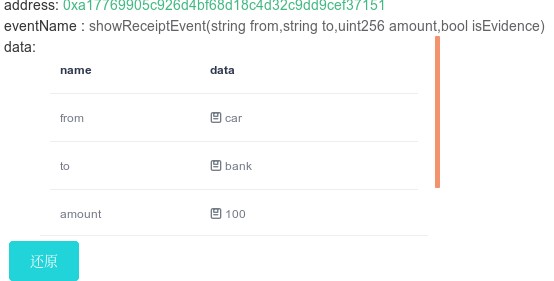 address: 0xa17769905c926d4bf68d18c4d32c9dd9cef37151
eventName : showReceiptEvent(string from,string to,uint256 amount,bool isEvidence)
data:
name data
from car
to bank
amount 100
还原